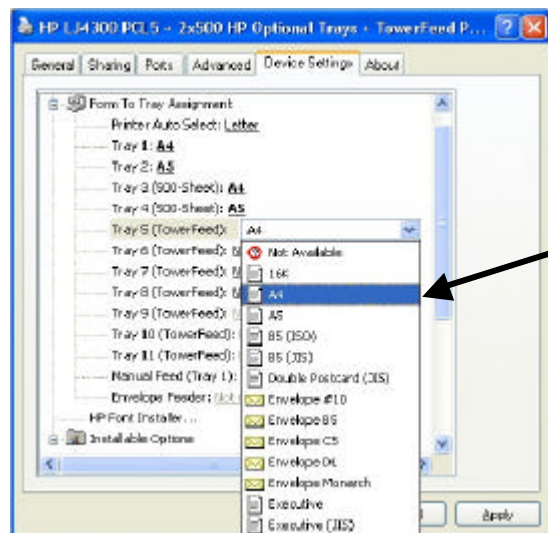 HP LJ4300 PCL5 - 2x500 HP Optional Trays + TowerFeed P...
General Sharing Ports Advanced Device Settings About
Form To Tray Assignment
Printer Auto Select: Letter
Tray 1: A4
Tray 2: A5
Tray 3 (500-Sheet): A4
Tray 4 (500-Sheet): A5
Tray 5 (TowerFeed): A4
Tray 6 (TowerFeed):
Not Available
Tray 7 (TowerFeed):
16K
Tray 8 (TowerFeed):
A4
Tray 9 (TowerFeed):
A5
Tray 10 (TowerFeed):
B5 (ISO)
Tray 11 (TowerFeed):
B5 (JIS)
Manual Feed (Tray 1):
Double Postcard (JIS)
Envelope Feeder: Not
Envelope #10
HP Font Installer...
Envelope B5
Installable Options
Envelope C5
Envelope DL
Envelope Monarch
Executive
Executive (JIS)
Apply